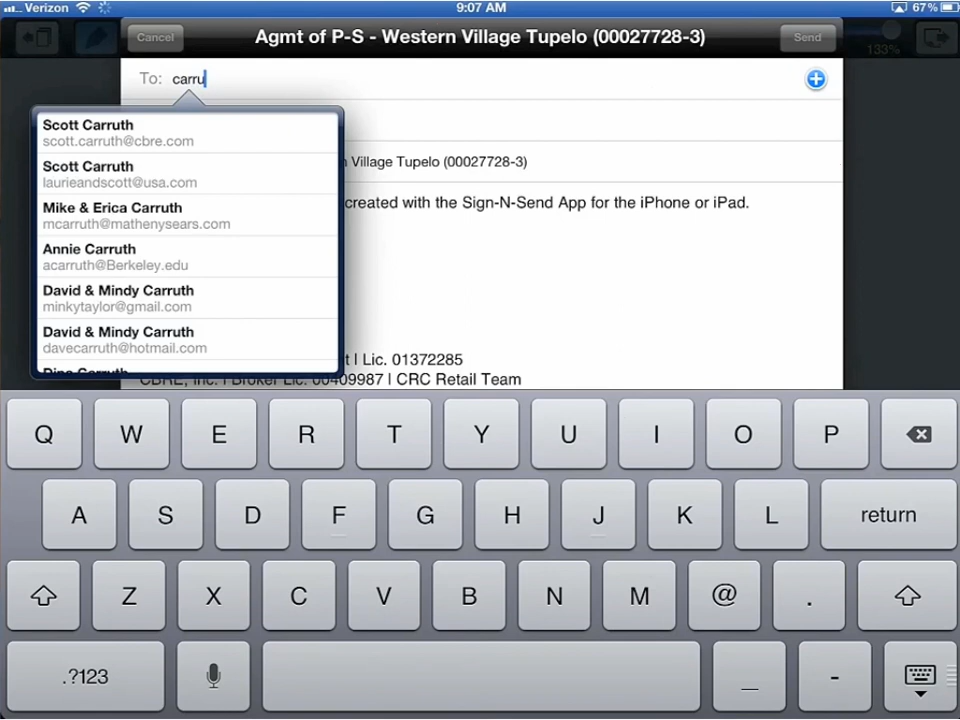 Verizon 9:07 AM 67%
Cancel Agmt of P-S - Western Village Tupelo (00027728-3) Send
133%
To: carru
Scott Carruth
scott.carruth@cbre.com
Scott Carruth
laurieandscott@usa.com
n Village Tupelo (00027728-3)
Mike & Erica Carruth
mcarruth@mathenysears.com
created with the Sign-N-Send App for the iPhone or iPad.
Annie Carruth
acarruth@Berkeley.edu
David & Mindy Carruth
minkytaylor@gmail.com
David & Mindy Carruth
davecarruth@hotmail.com
t | Lic. 01372285
Carruth
CBRE, Inc. | Broker Lic. 00409987 | CRC Retail Team
Q W E R T Y U I O P
A S D F G H J K L return
Z X C V B N M @ .
.?123 _ -